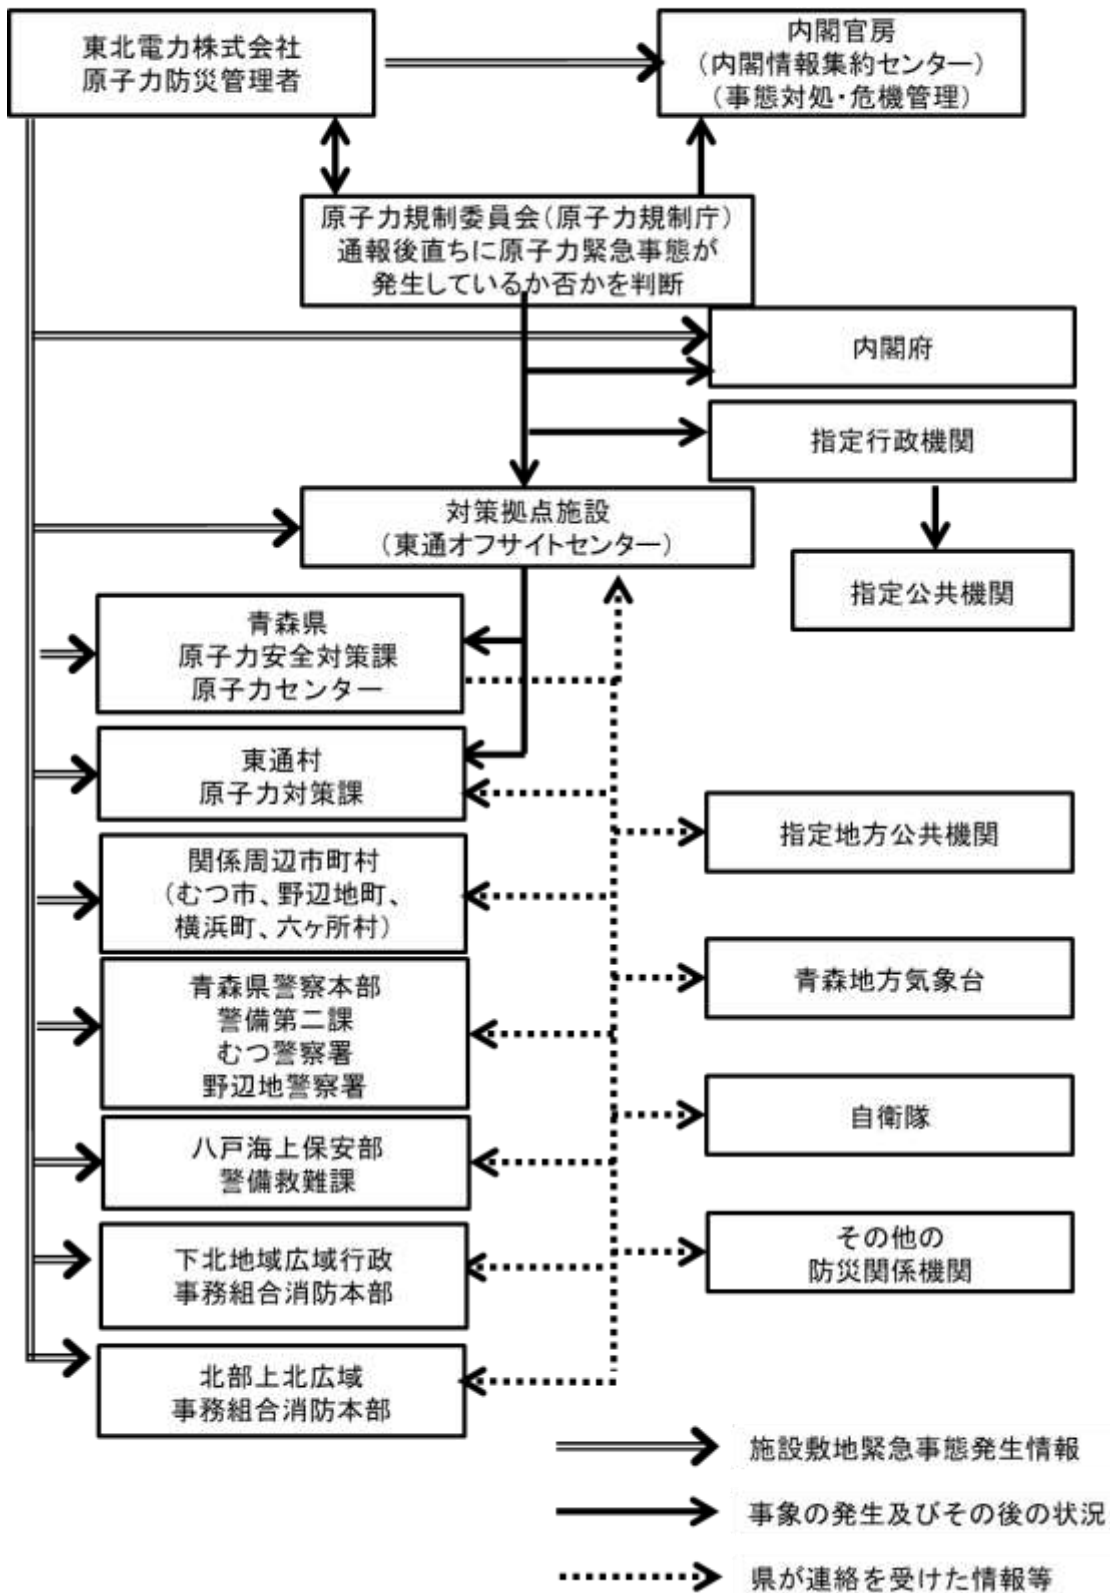 東北電力株式会社
原子力防災管理者
内閣官房
(内閣情報集約センター)
(事態対処・危機管理)
原子力規制委員会(原子力規制庁)
通報後直ちに原子力緊急事態が
発生しているか否かを判断
内閣府
指定行政機関
対策拠点施設
(東通オフサイトセンター)
指定公共機関
青森県
原子力安全対策課
原子力センター
東通村
原子力対策課
指定地方公共機関
関係周辺市町村
(むつ市、野辺地町、
横浜町、六ヶ所村)
青森県警察本部
警備第二課
むつ警察署
野辺地警察署
青森地方気象台
八戸海上保安部
警備救難課
自衛隊
下北地域広域行政
事務組合消防本部
その他の
防災関係機関
北部上北広域
事務組合消防本部
施設敷地緊急事態発生情報
事象の発生及びその後の状況
県が連絡を受けた情報等